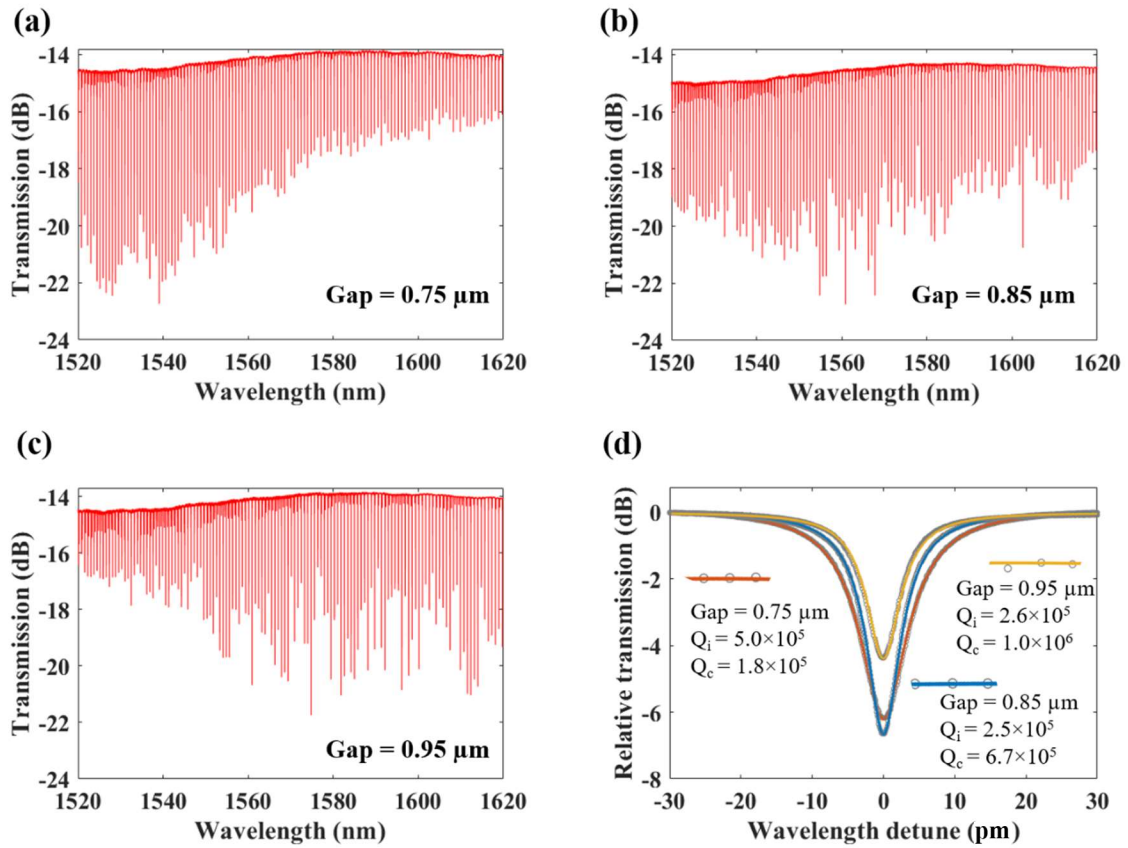 (a)
-14
-16
-18
-20
-22
-24
Transmission (dB)
Gap = 0.75 µm
1520 1530 1540 1550 1560 1570 1580 1590 1600 1610 1620
Wavelength (nm)
(b)
-14
-16
-18
-20
-22
-24
Transmission (dB)
Gap = 0.85 µm
1520 1540 1560 1580 1600 1620
Wavelength (nm)
(c)
-14
-16
-18
-20
-22
-24
Transmission (dB)
Gap = 0.95 µm
1520 1540 1560 1580 1600 1620
Wavelength (nm)
(d)
0
-2
-4
-6
-8
Relative transmission (dB)
Gap = 0.75 µm
Qi = 5.0×10⁵
Qc = 1.8×10⁵
Gap = 0.95 µm
Qi = 2.6×10⁵
Qc = 1.0×10⁶
Gap = 0.85 µm
Qi = 2.5×10⁵
Qc = 6.7×10⁵
-30 -20 -10 0 10 20 30
Wavelength detune (pm)